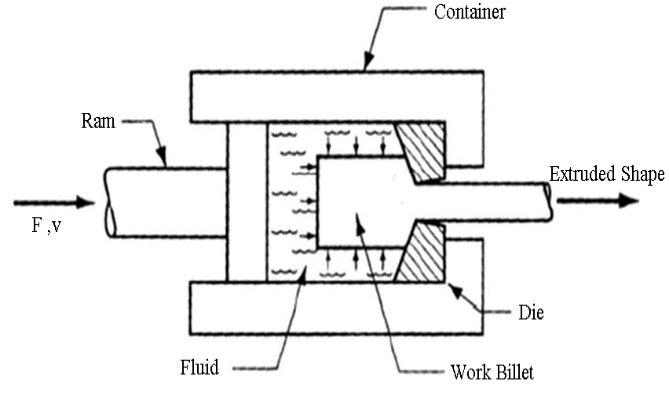 Container
Ram
Extruded Shape
F ,v
Die
Fluid
Work Billet